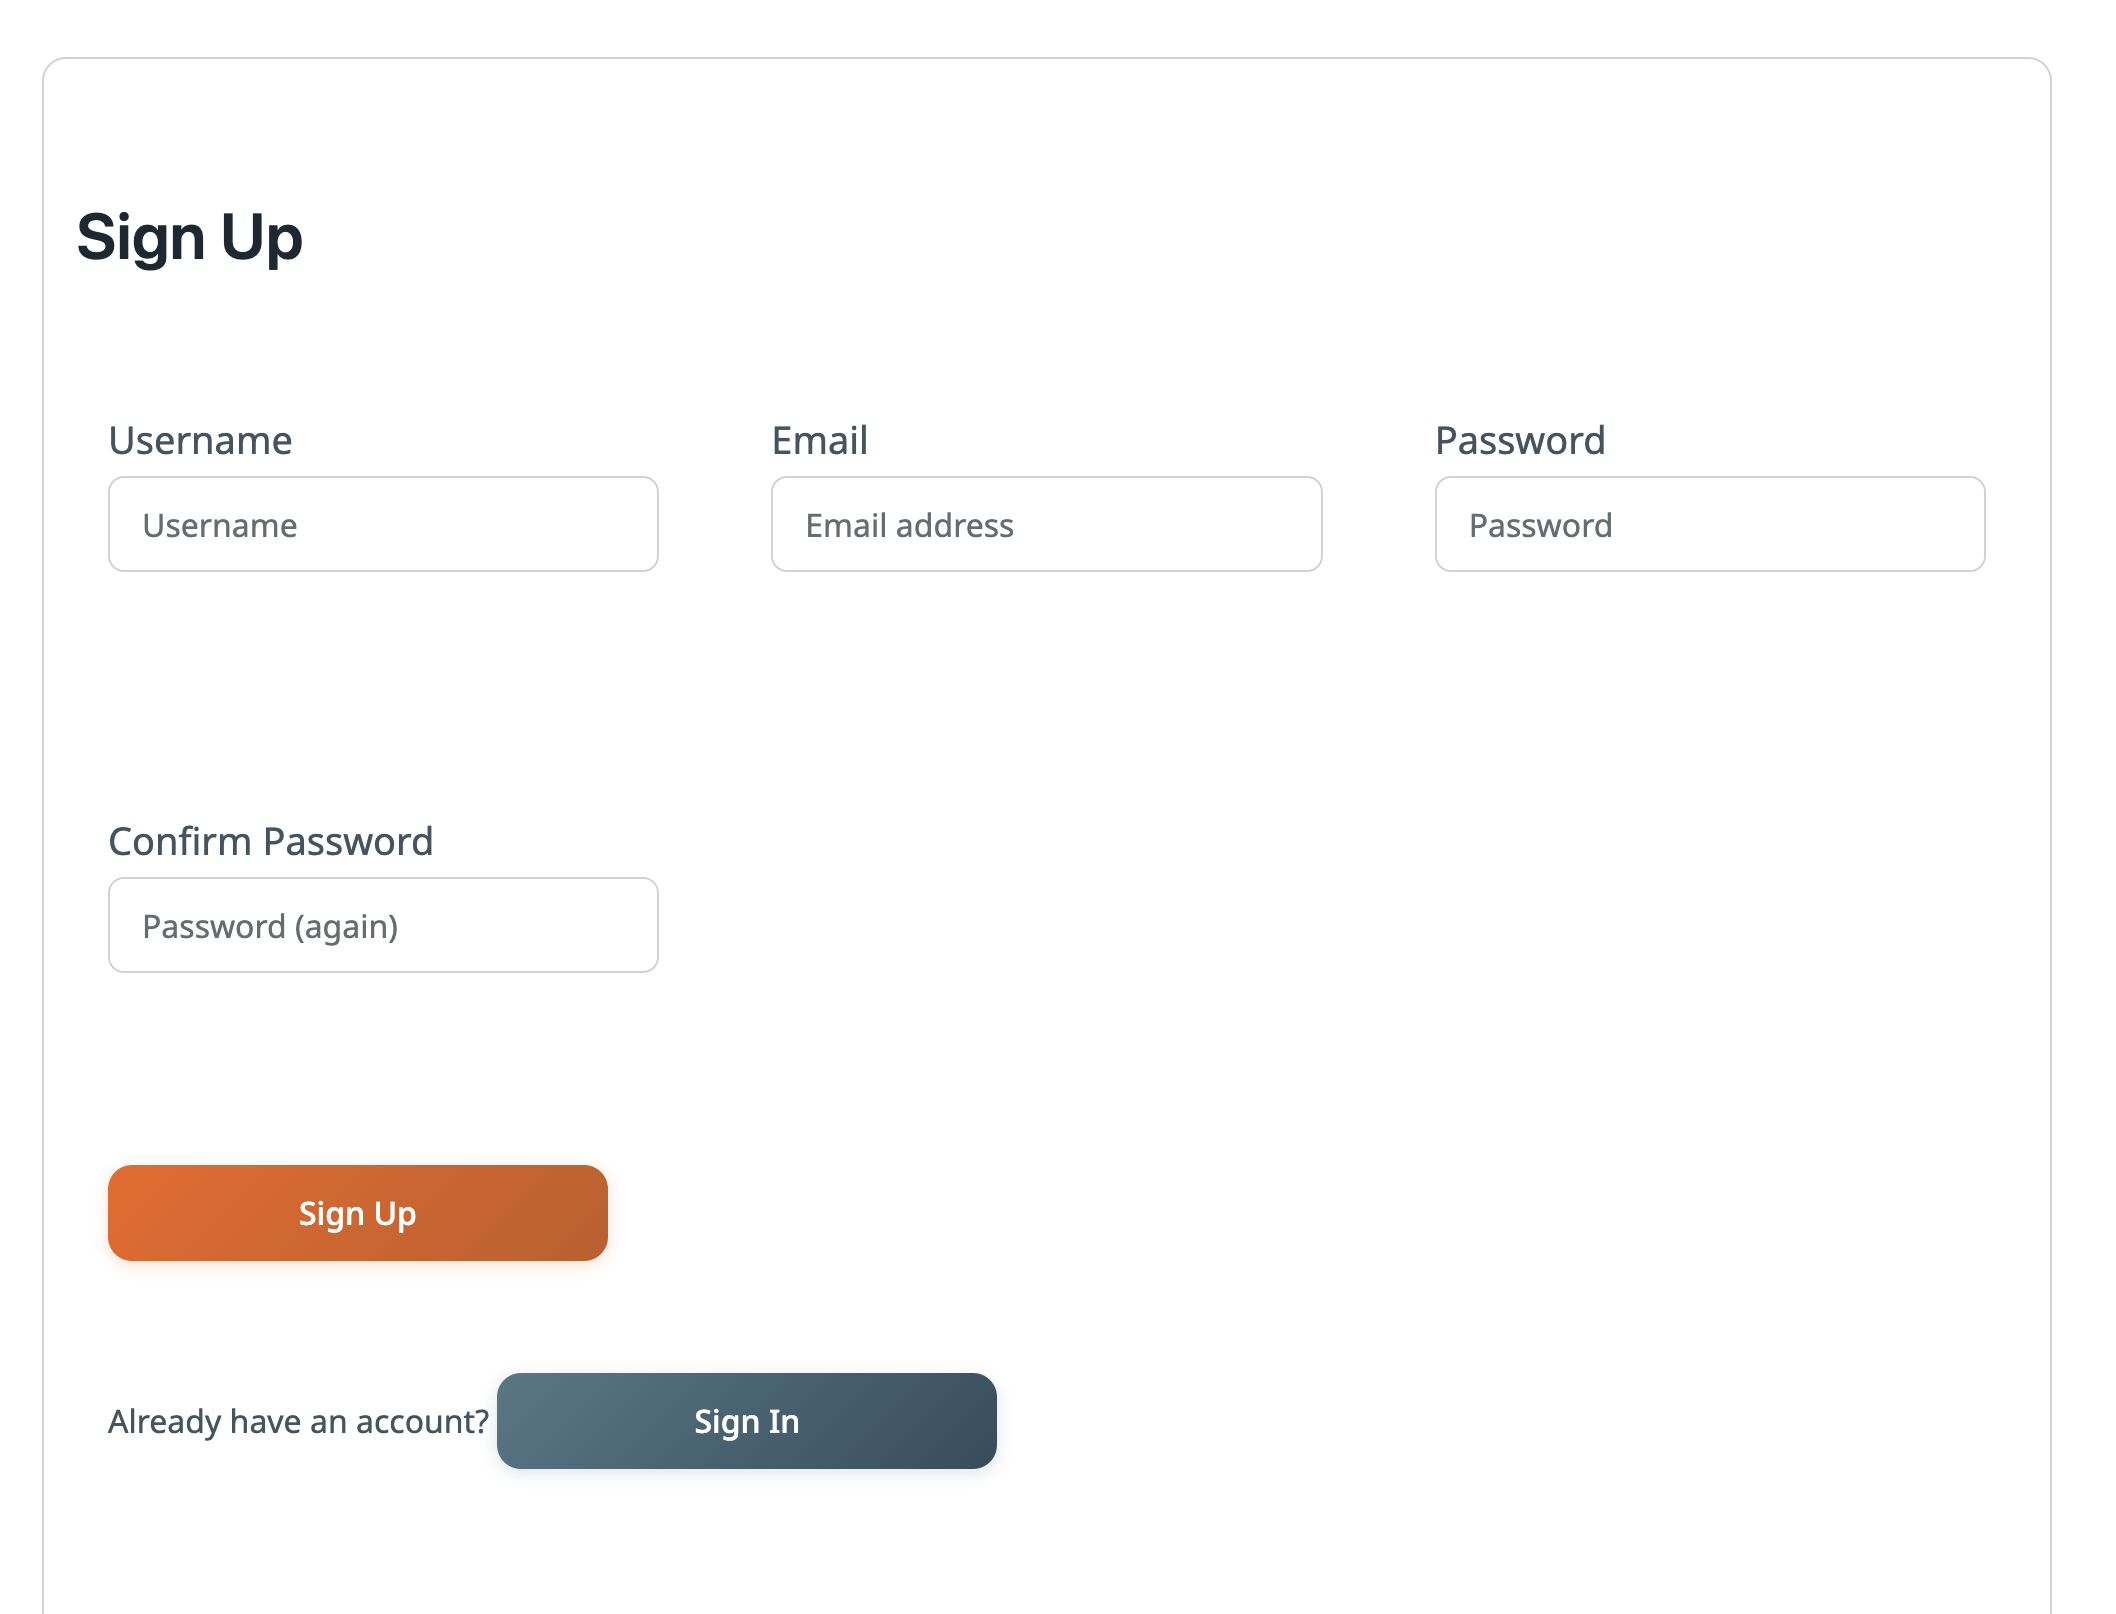 Sign Up
Username
Email
Password
Username
Email address
Password
Confirm Password
Password (again)
Sign Up
Already have an account? Sign In